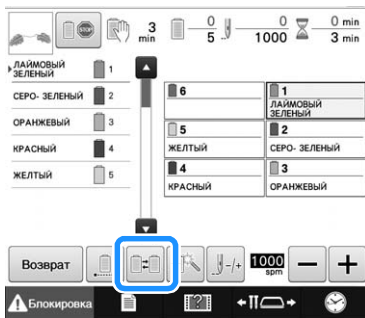 STOP
3 min
0 5
0 1000
0 min 3 min
ЛАЙМОВЫЙ ЗЕЛЕНЫЙ 1
СЕРО- ЗЕЛЕНЫЙ 2
ОРАНЖЕВЫЙ 3
КРАСНЫЙ 4
ЖЕЛТЫЙ 5
6
1 ЛАЙМОВЫЙ ЗЕЛЕНЫЙ
5 ЖЕЛТЫЙ
2 СЕРО- ЗЕЛЕНЫЙ
4 КРАСНЫЙ
3 ОРАНЖЕВЫЙ
Возврат
-/+
1000 spm
− +
Блокировка
?